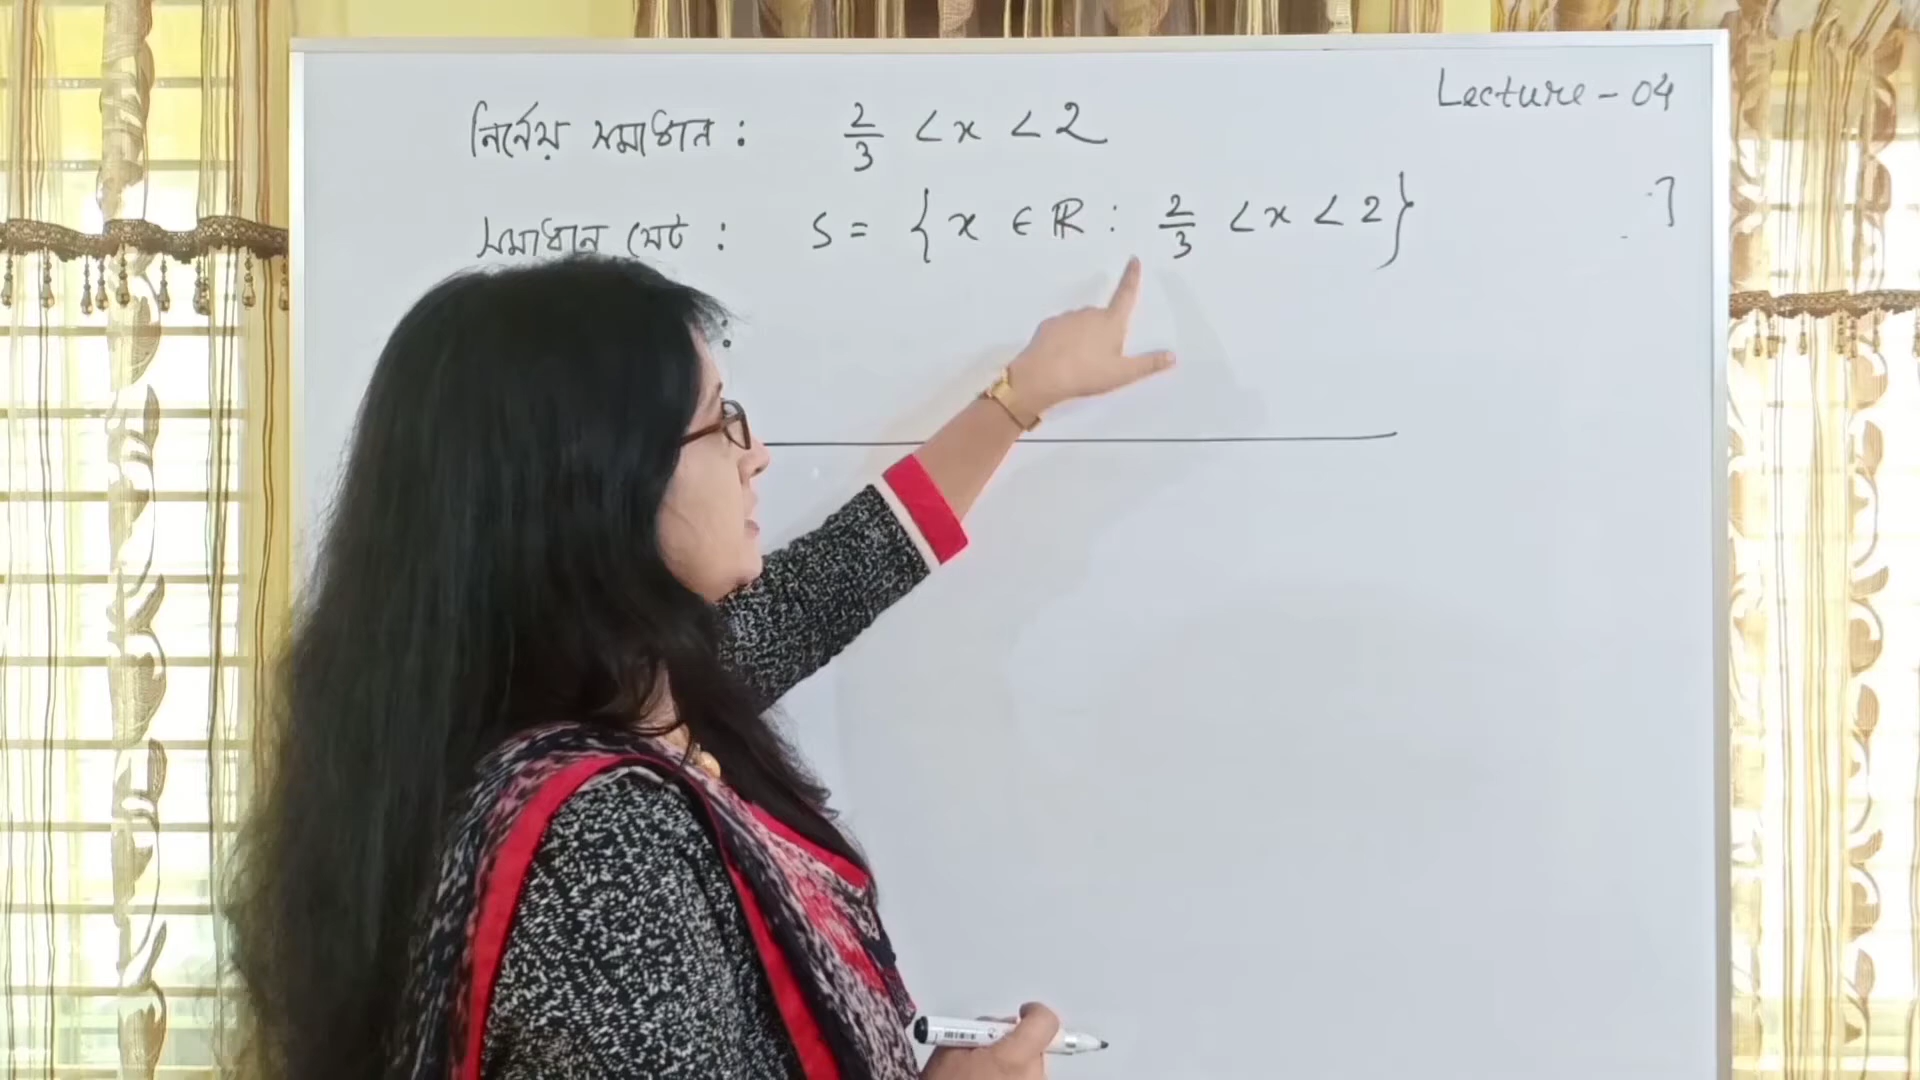 Lecture - 04
নির্নেয় সমাধান : 2/3 < x < 2
সমাধান সেট : S = { x ∈ ℝ : 2/3 < x < 2 }